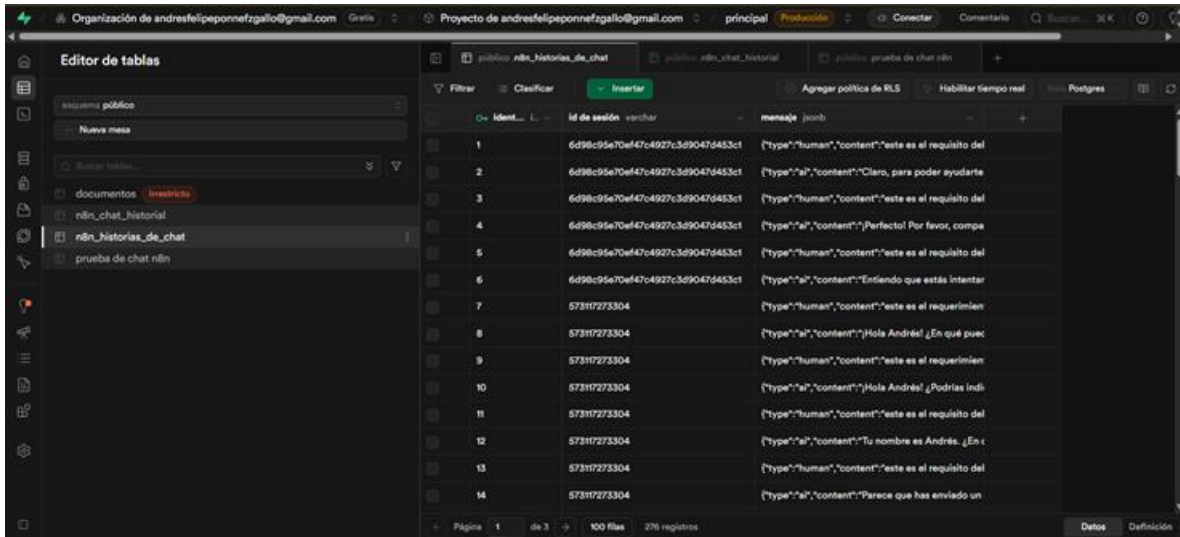 Organización de andresfelipeponnefzgallo@gmail.com Gratis
Proyecto de andresfelipeponnefzgallo@gmail.com
principal Producción
Conectar
Comentario
Buscar... ⌘ K
Editor de tablas
público n8n_historias_de_chat
público n8n_chat_historial
público prueba de chat n8n
Filtrar
Clasificar
Insertar
Agregar política de RLS
Habilitar tiempo real
Postgres
esquema público
Nueva mesa
Buscar tablas...
documentos Irrestricto
n8n_chat_historial
n8n_historias_de_chat
prueba de chat n8n
Ident... i... id de sesión varchar mensaje jsonb
1 6d98c95e70ef47c4927c3d9047d453c1 {"type":"human","content":"este es el requisito del
2 6d98c95e70ef47c4927c3d9047d453c1 {"type":"ai","content":"Claro, para poder ayudarte
3 6d98c95e70ef47c4927c3d9047d453c1 {"type":"human","content":"este es el requisito del
4 6d98c95e70ef47c4927c3d9047d453c1 {"type":"ai","content":"¡Perfecto! Por favor, compa
5 6d98c95e70ef47c4927c3d9047d453c1 {"type":"human","content":"este es el requisito del
6 6d98c95e70ef47c4927c3d9047d453c1 {"type":"ai","content":"Entiendo que estás intentar
7 573117273304 {"type":"human","content":"este es el requerimien
8 573117273304 {"type":"ai","content":"¡Hola Andrés! ¿En qué pued
9 573117273304 {"type":"human","content":"este es el requerimien
10 573117273304 {"type":"ai","content":"¡Hola Andrés! ¿Podrías indi
11 573117273304 {"type":"human","content":"este es el requisito del
12 573117273304 {"type":"ai","content":"Tu nombre es Andrés. ¿En c
13 573117273304 {"type":"human","content":"este es el requisito del
14 573117273304 {"type":"ai","content":"Parece que has enviado un
Página 1 de 3 100 filas 276 registros
Datos Definición